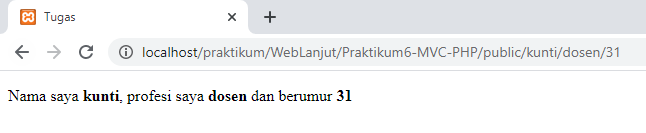 Tugas
localhost/praktikum/WebLanjut/Praktikum6-MVC-PHP/public/kunti/dosen/31
Nama saya kunti, profesi saya dosen dan berumur 31